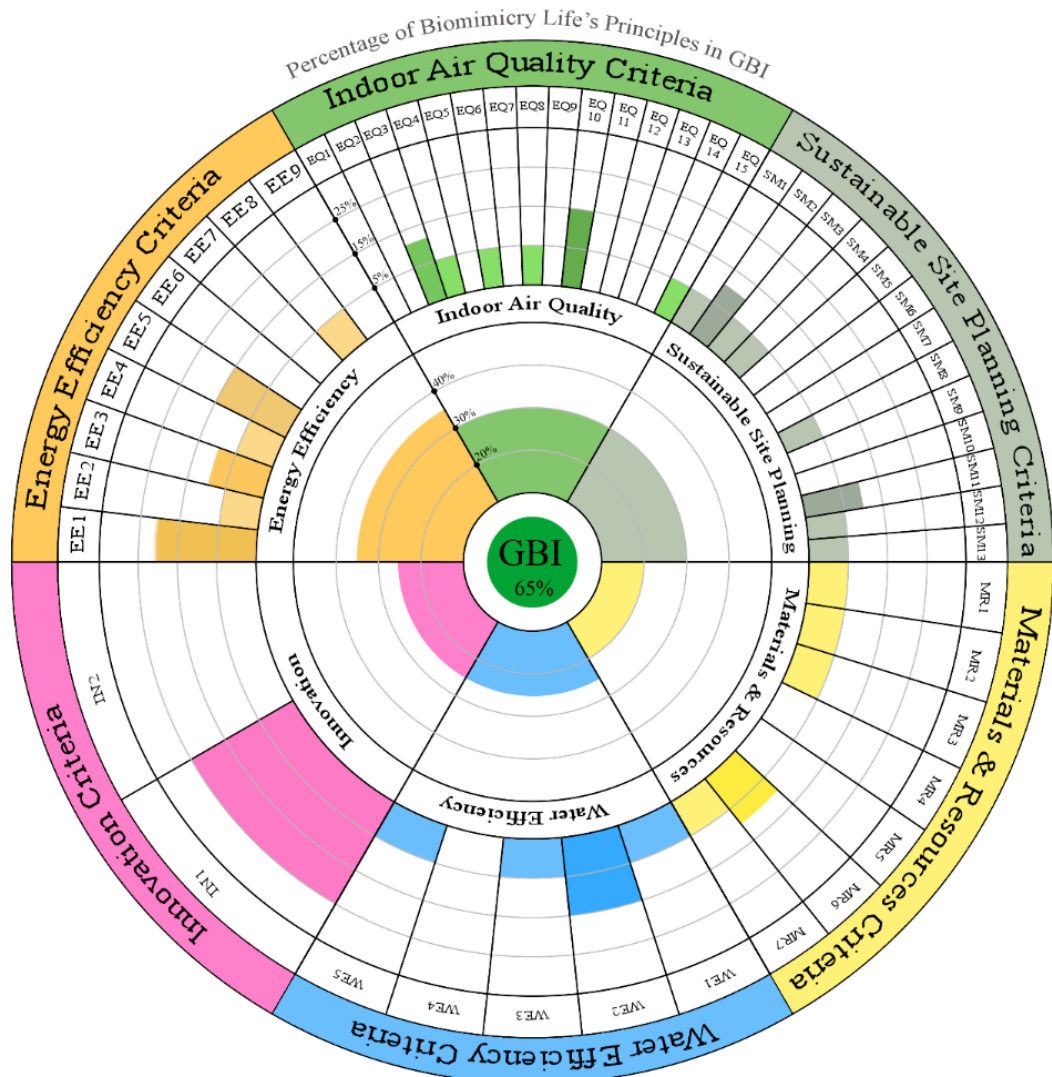 Percentage of Biomimicry Life's Principles in GBI
Indoor Air Quality Criteria
EQ1
EQ2
EQ3
EQ4
EQ5
EQ6
EQ7
EQ8
EQ9
EQ
10
EQ
11
EQ
12
EQ
13
EQ
14
EQ
15
Sustainable Site Planning Criteria
SM1
SM2
SM3
SM4
SM5
SM6
SM7
SM8
SM9
SM10
SM11
SM12
SM13
Materials & Resources Criteria
MR1
MR2
MR3
MR4
MR5
MR6
MR7
Water Efficiency Criteria
WE1
WE2
WE3
WE4
WE5
Innovation Criteria
IN1
IN2
Energy Efficiency Criteria
EE1
EE2
EE3
EE4
EE5
EE6
EE7
EE8
EE9
25%
15%
5%
Indoor Air Quality
Sustainable Site Planning
Materials & Resources
Water Efficiency
Innovation
Energy Efficiency
40%
30%
20%
GBI
65%